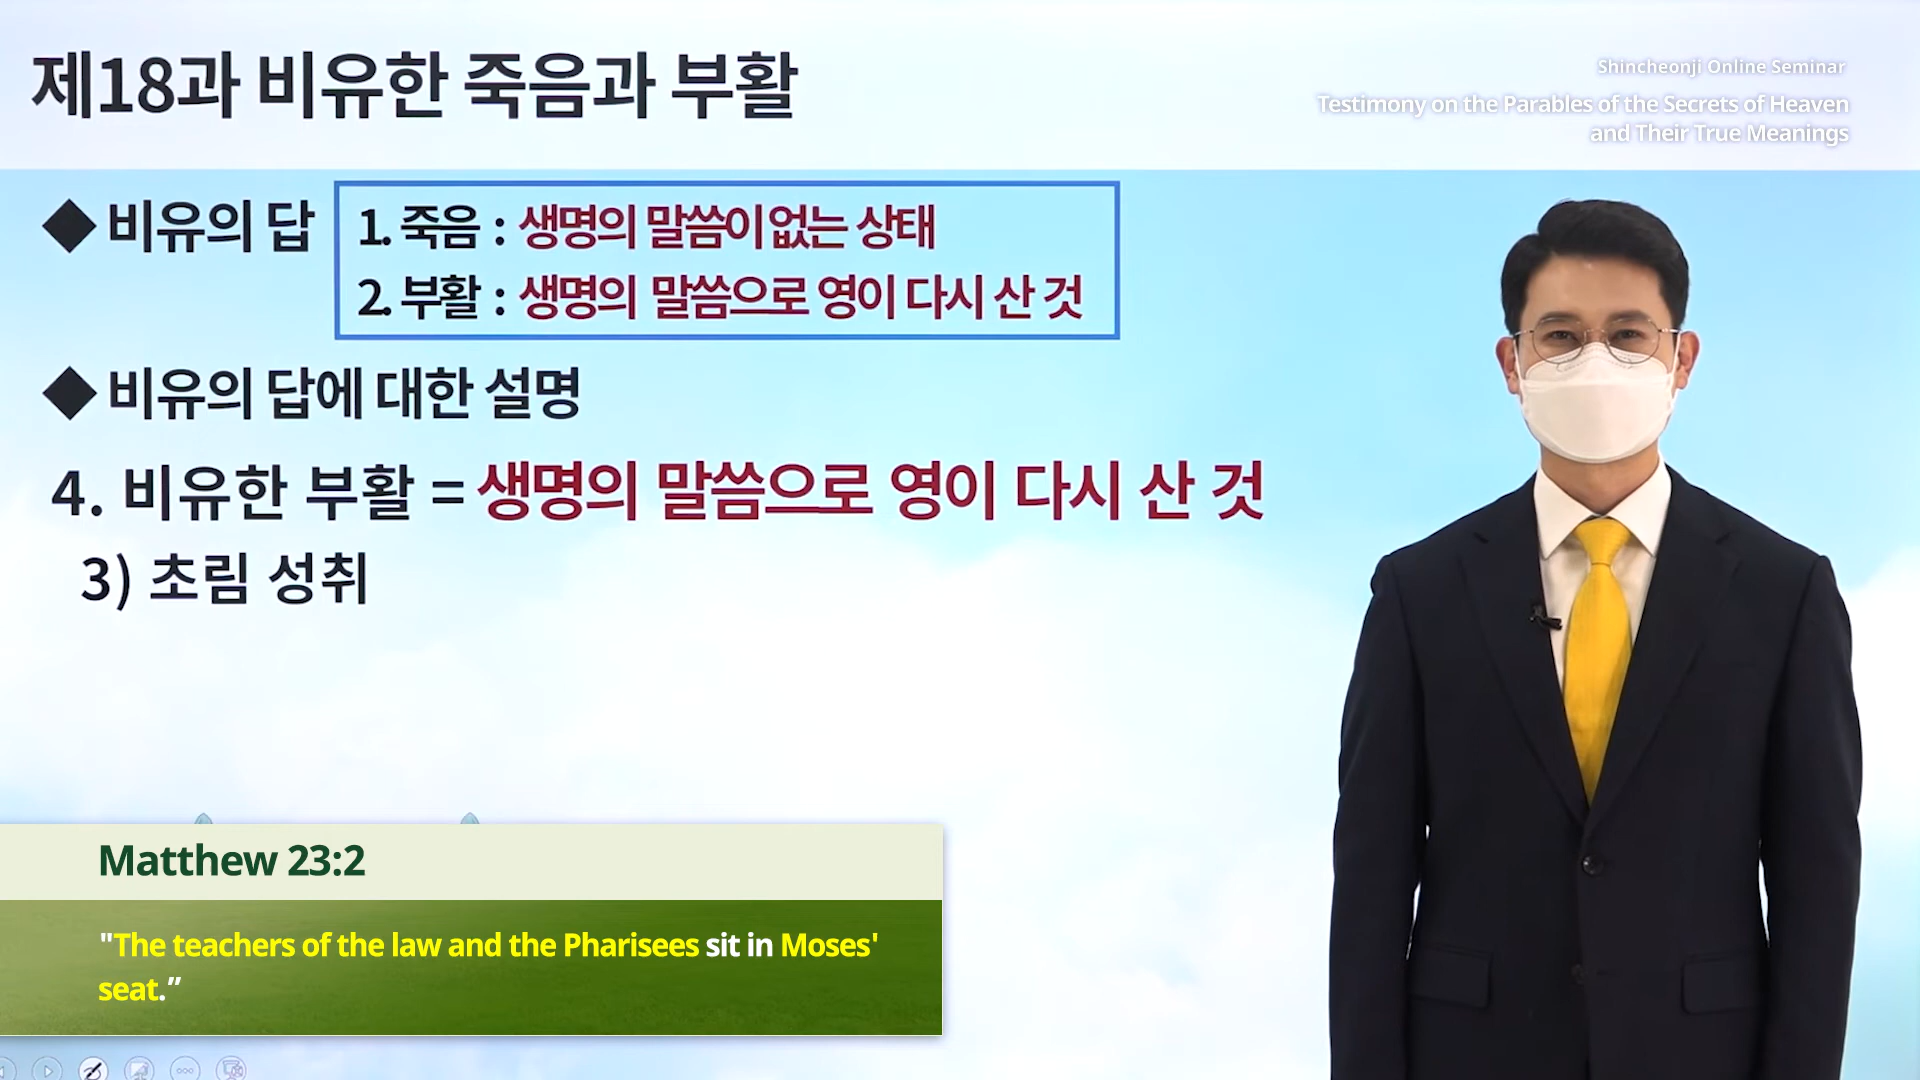 제18과 비유한 죽음과 부활
Shincheonji Online Seminar
Testimony on the Parables of the Secrets of Heaven
and Their True Meanings
◆ 비유의 답
1. 죽음 : 생명의 말씀이 없는 상태
2. 부활 : 생명의 말씀으로 영이 다시 산 것
◆ 비유의 답에 대한 설명
4. 비유한 부활 = 생명의 말씀으로 영이 다시 산 것
3) 초림 성취
Matthew 23:2
"The teachers of the law and the Pharisees sit in Moses'
seat.”